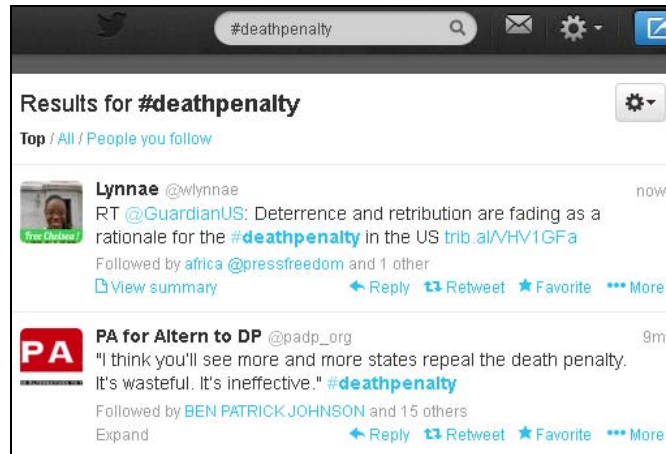 #deathpenalty
Results for #deathpenalty
Top / All / People you follow
Lynnae @wlynnae now
RT @GuardianUS: Deterrence and retribution are fading as a
rationale for the #deathpenalty in the US trib.al/VHV1GFa
Free Chelsea!
Followed by africa @pressfreedom and 1 other
View summary Reply Retweet Favorite More
PA for Altern to DP @padp_org 9m
PA
"I think you'll see more and more states repeal the death penalty.
It's wasteful. It's ineffective." #deathpenalty
Followed by BEN PATRICK JOHNSON and 15 others
Expand Reply Retweet Favorite More